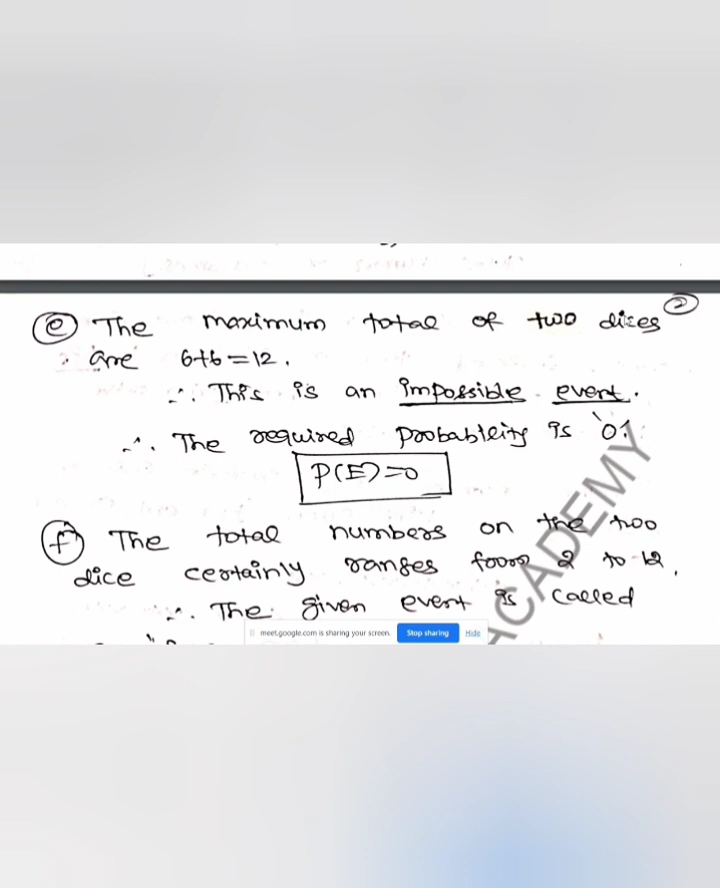 2
e The maximum total of two dices
are 6+6=12.
∴ This is an impossible event.
∴ The required probability is '0'.
P(E)=0
f The total numbers on the two
dice certainly ranges from 2 to 12.
∴ The given event is called
meet.google.com is sharing your screen. Stop sharing Hide
ACADEMY